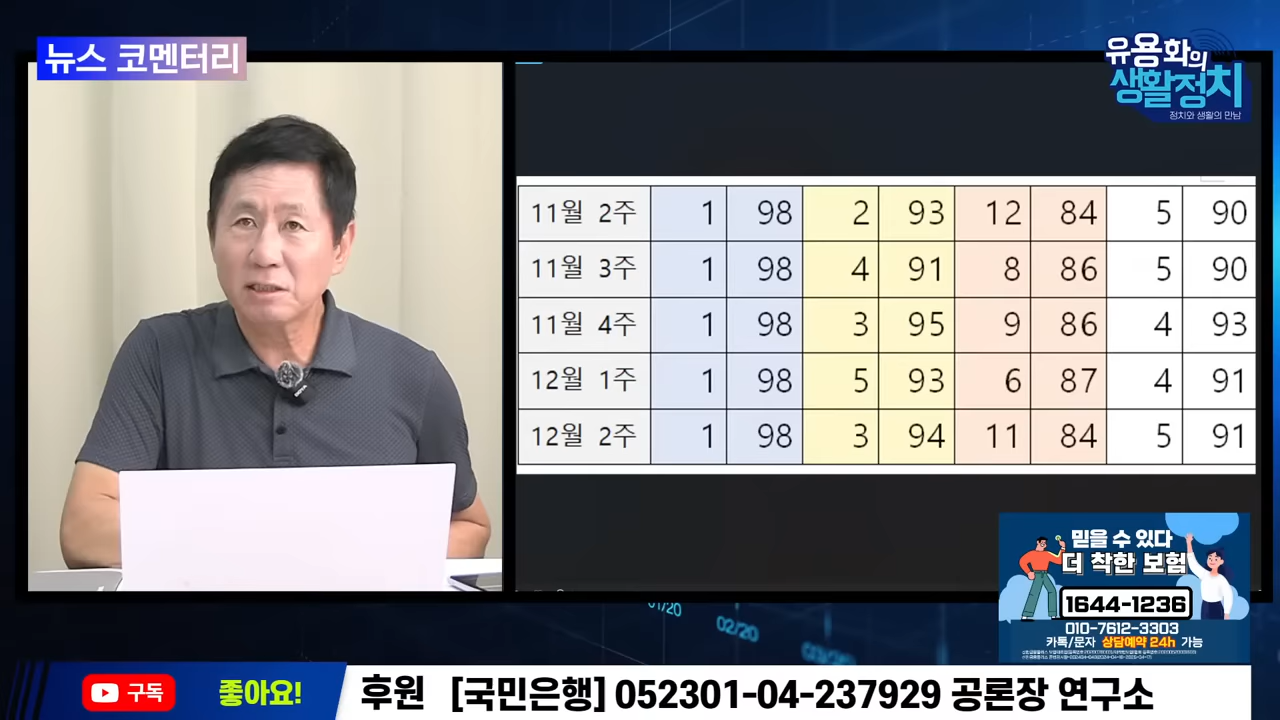 뉴스 코멘터리
유용화의
생활정치
정치와 생활의 만남
11월 2주 1 98 2 93 12 84 5 90
11월 3주 1 98 4 91 8 86 5 90
11월 4주 1 98 3 95 9 86 4 93
12월 1주 1 98 5 93 6 87 4 91
12월 2주 1 98 3 94 11 84 5 91
믿을 수 있다
더 착한 보험
1644-1236
010-7612-3303
카톡/문자 상담예약 24h 가능
01/20
02/20
구독
좋아요!
후원 [국민은행] 052301-04-237929 공론장 연구소